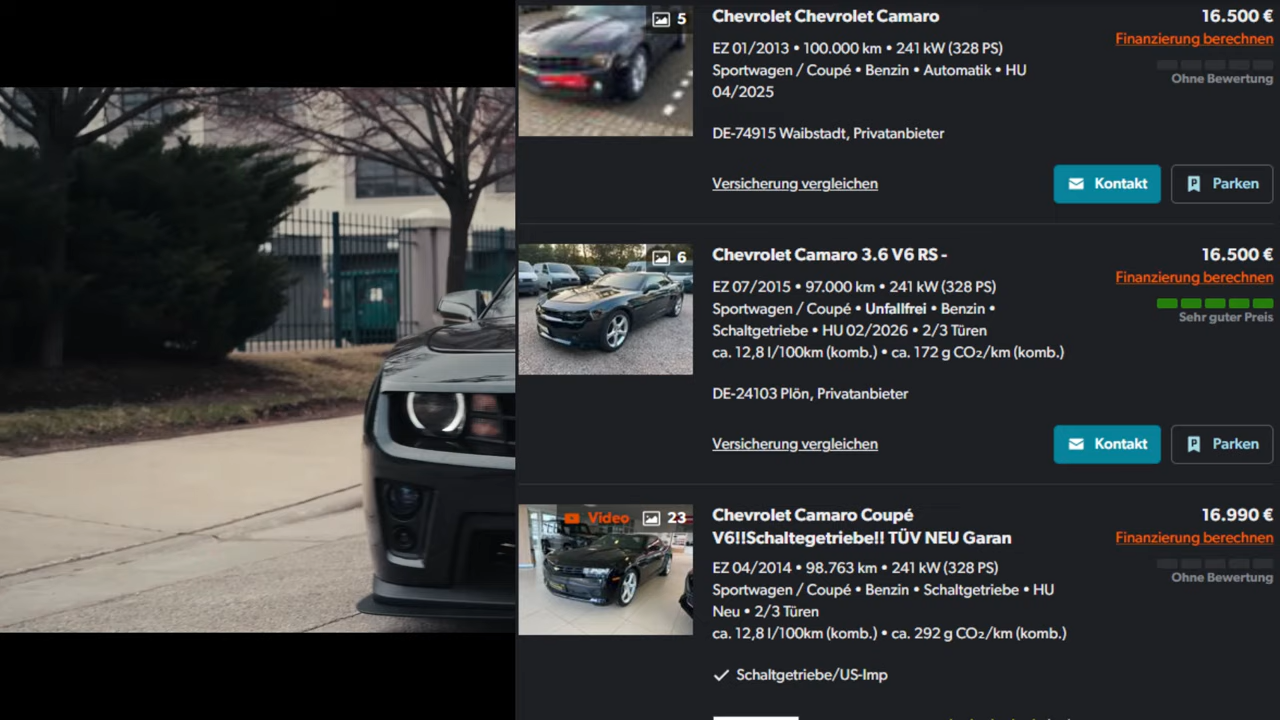 5
Chevrolet Chevrolet Camaro
16.500 €
Finanzierung berechnen
EZ 01/2013 • 100.000 km • 241 kW (328 PS)
Sportwagen / Coupé • Benzin • Automatik • HU
04/2025
Ohne Bewertung
DE-74915 Waibstadt, Privatanbieter
Versicherung vergleichen
Kontakt
Parken
6
Chevrolet Camaro 3.6 V6 RS -
16.500 €
Finanzierung berechnen
EZ 07/2015 • 97.000 km • 241 kW (328 PS)
Sportwagen / Coupé • Unfallfrei • Benzin •
Schaltgetriebe • HU 02/2026 • 2/3 Türen
ca. 12,8 l/100km (komb.) • ca. 172 g CO₂/km (komb.)
Sehr guter Preis
DE-24103 Plön, Privatanbieter
Versicherung vergleichen
Kontakt
Parken
Video
23
Chevrolet Camaro Coupé
V6!!Schaltegetriebe!! TÜV NEU Garan
16.990 €
Finanzierung berechnen
EZ 04/2014 • 98.763 km • 241 kW (328 PS)
Sportwagen / Coupé • Benzin • Schaltgetriebe • HU
Neu • 2/3 Türen
ca. 12,8 l/100km (komb.) • ca. 292 g CO₂/km (komb.)
Ohne Bewertung
Schaltgetriebe/US-Imp